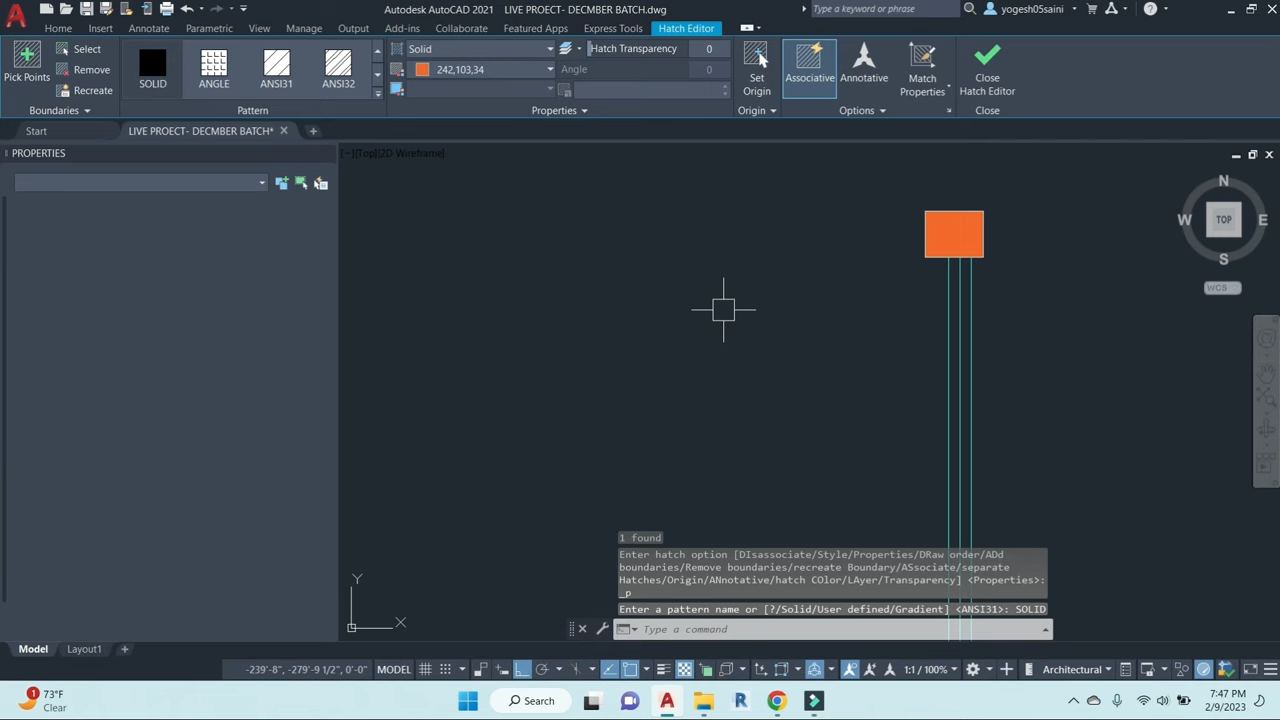 Autodesk AutoCAD 2021 LIVE PROECT- DECMBER BATCH.dwg
Type a keyword or phrase
yogesh05saini
Home Insert Annotate Parametric View Manage Output Add-ins Collaborate Express Tools Featured Apps Hatch Editor
Pick Points
Select
Remove
Recreate
Boundaries
SOLID
ANGLE
ANSI31
ANSI32
Pattern
Solid
242,103,34
Hatch Transparency 0
Angle 0
Properties
Set
Origin
Origin
Associative
Annotative
Match
Properties
Options
Close
Hatch Editor
Close
Start
LIVE PROECT- DECMBER BATCH*
PROPERTIES
[−][Top][2D Wireframe]
N
W TOP E
S
WCS
1 found
Enter hatch option [DIsassociate/Style/Properties/DRaw order/ADd
boundaries/Remove boundaries/recreate Boundary/ASsociate/separate
Hatches/Origin/ANnotative/hatch COlor/LAyer/Transparency] <Properties>:
_p
Enter a pattern name or [?/Solid/User defined/Gradient] <ANSI31>: SOLID
Type a command
Y
X
Model Layout1
-239'-8", -279'-9 1/2", 0'-0" MODEL 1:1 / 100% Architectural
1
73°F
Clear
Search
7:47 PM
2/9/2023